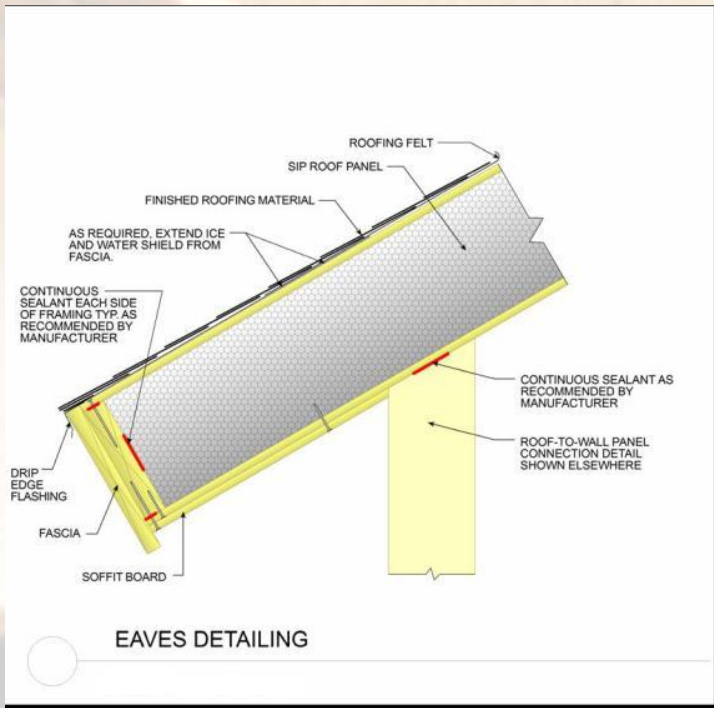 ROOFING FELT
SIP ROOF PANEL
FINISHED ROOFING MATERIAL
AS REQUIRED, EXTEND ICE
AND WATER SHIELD FROM
FASCIA.
CONTINUOUS
SEALANT EACH SIDE
OF FRAMING TYP. AS
RECOMMENDED BY
MANUFACTURER
CONTINUOUS SEALANT AS
RECOMMENDED BY
MANUFACTURER
ROOF-TO-WALL PANEL
CONNECTION DETAIL
SHOWN ELSEWHERE
DRIP
EDGE
FLASHING
FASCIA
SOFFIT BOARD
EAVES DETAILING